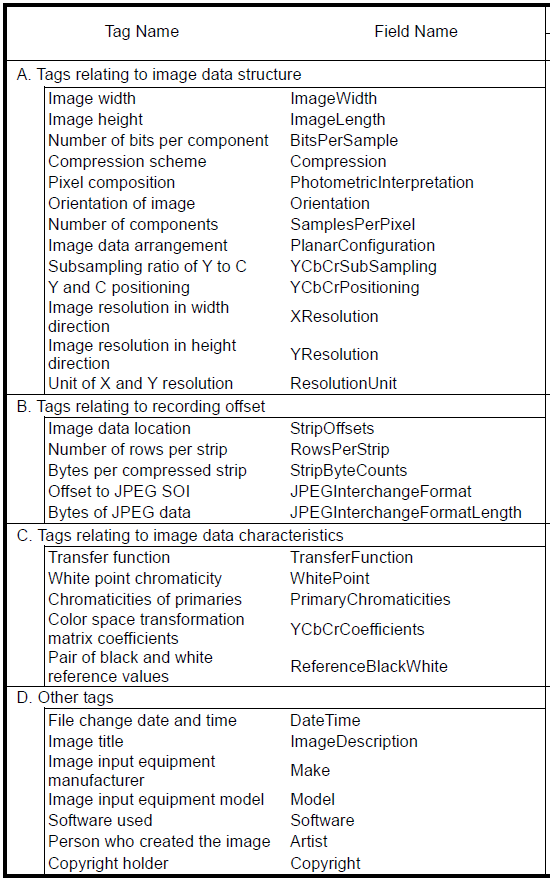 Tag Name Field Name
A. Tags relating to image data structure
Image width ImageWidth
Image height ImageLength
Number of bits per component BitsPerSample
Compression scheme Compression
Pixel composition PhotometricInterpretation
Orientation of image Orientation
Number of components SamplesPerPixel
Image data arrangement PlanarConfiguration
Subsampling ratio of Y to C YCbCrSubSampling
Y and C positioning YCbCrPositioning
Image resolution in width
direction XResolution
Image resolution in height
direction YResolution
Unit of X and Y resolution ResolutionUnit
B. Tags relating to recording offset
Image data location StripOffsets
Number of rows per strip RowsPerStrip
Bytes per compressed strip StripByteCounts
Offset to JPEG SOI JPEGInterchangeFormat
Bytes of JPEG data JPEGInterchangeFormatLength
C. Tags relating to image data characteristics
Transfer function TransferFunction
White point chromaticity WhitePoint
Chromaticities of primaries PrimaryChromaticities
Color space transformation
matrix coefficients YCbCrCoefficients
Pair of black and white
reference values ReferenceBlackWhite
D. Other tags
File change date and time DateTime
Image title ImageDescription
Image input equipment
manufacturer Make
Image input equipment model Model
Software used Software
Person who created the image Artist
Copyright holder Copyright